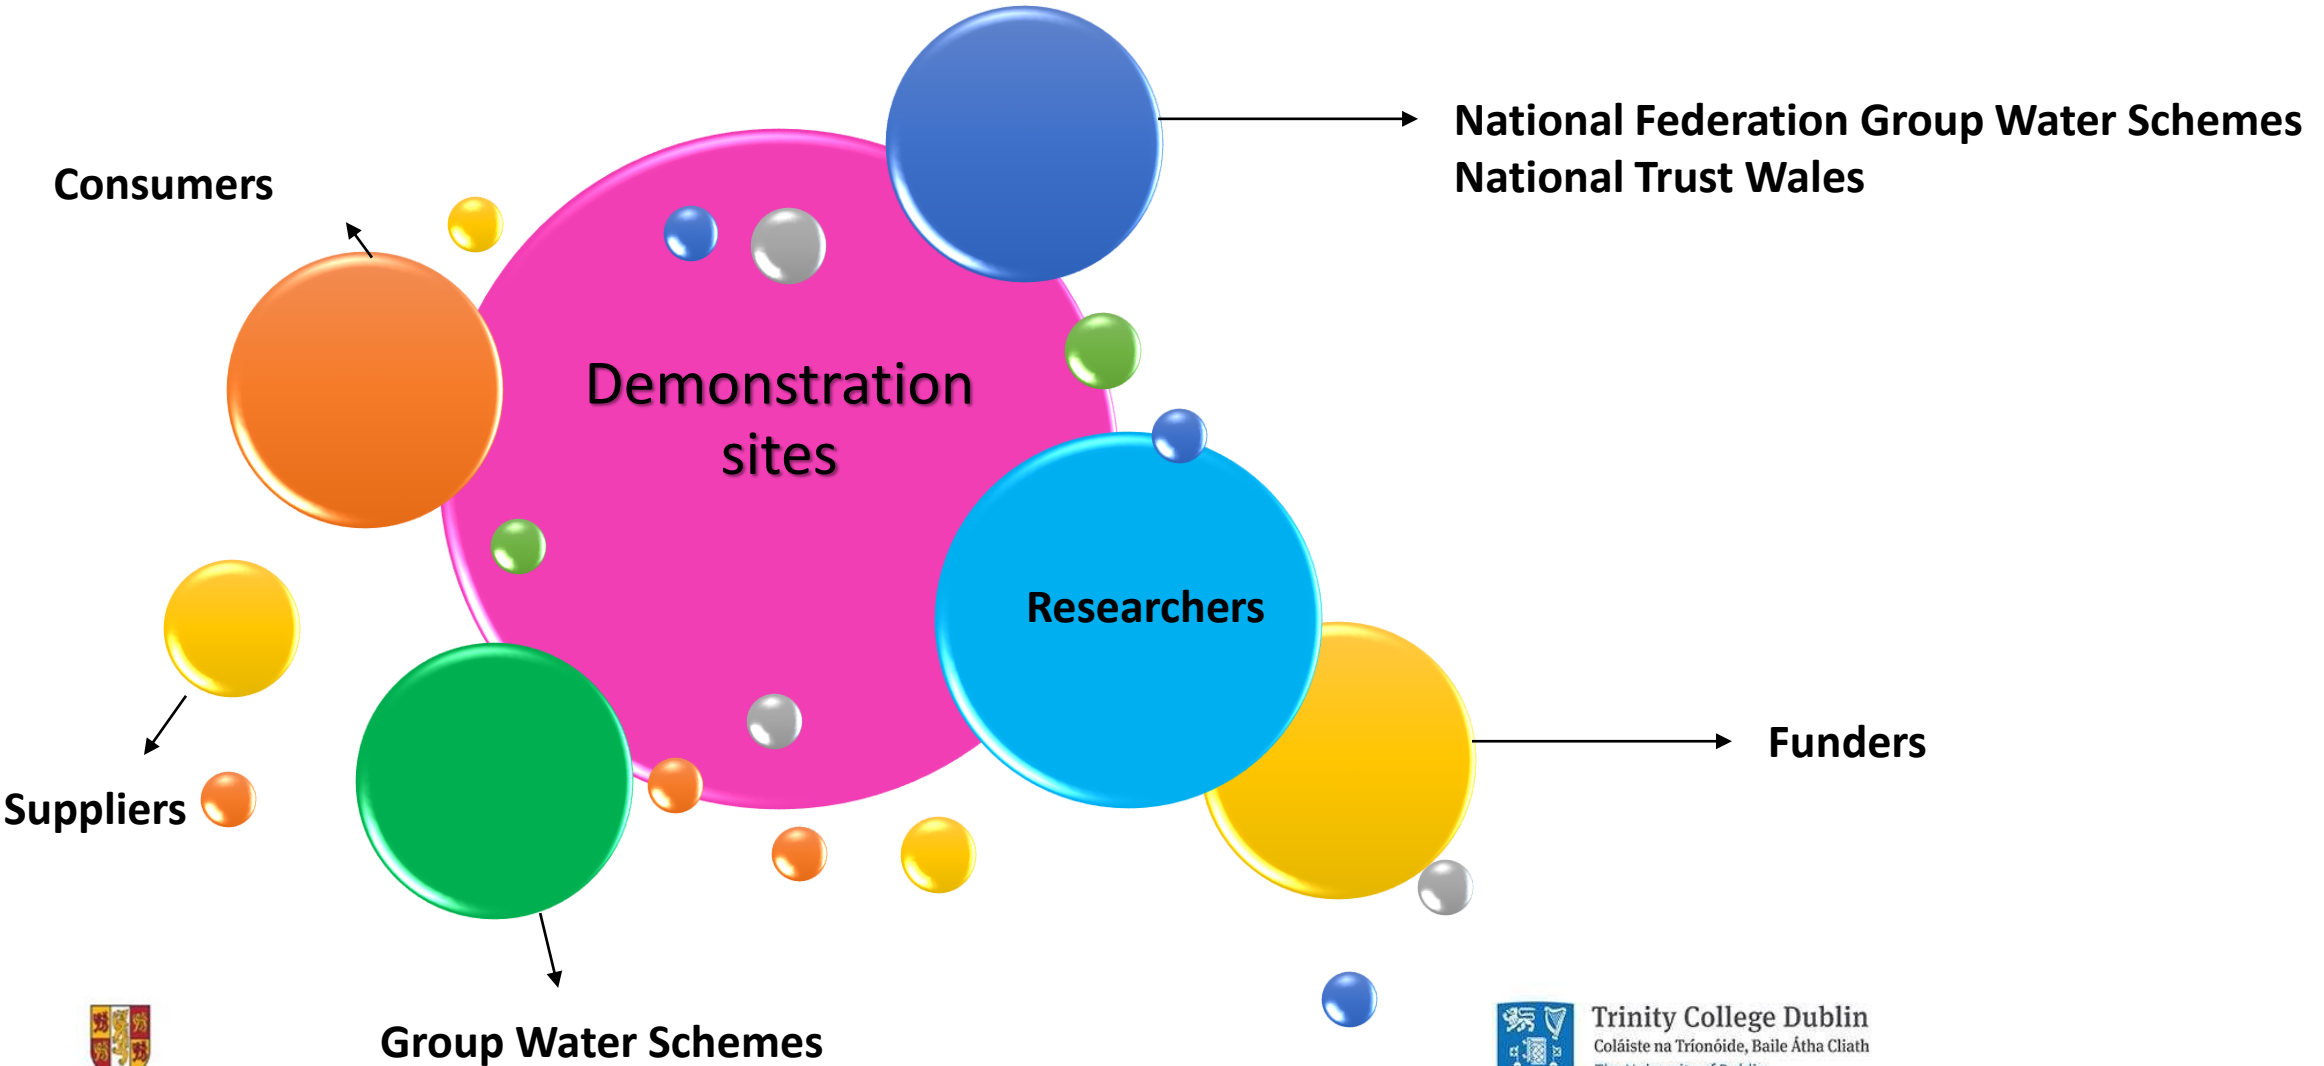 National Federation Group Water Schemes
National Trust Wales
Consumers
Demonstration
sites
Researchers
Funders
Suppliers
Group Water Schemes
Trinity College Dublin
Coláiste na Tríonóide, Baile Átha Cliath